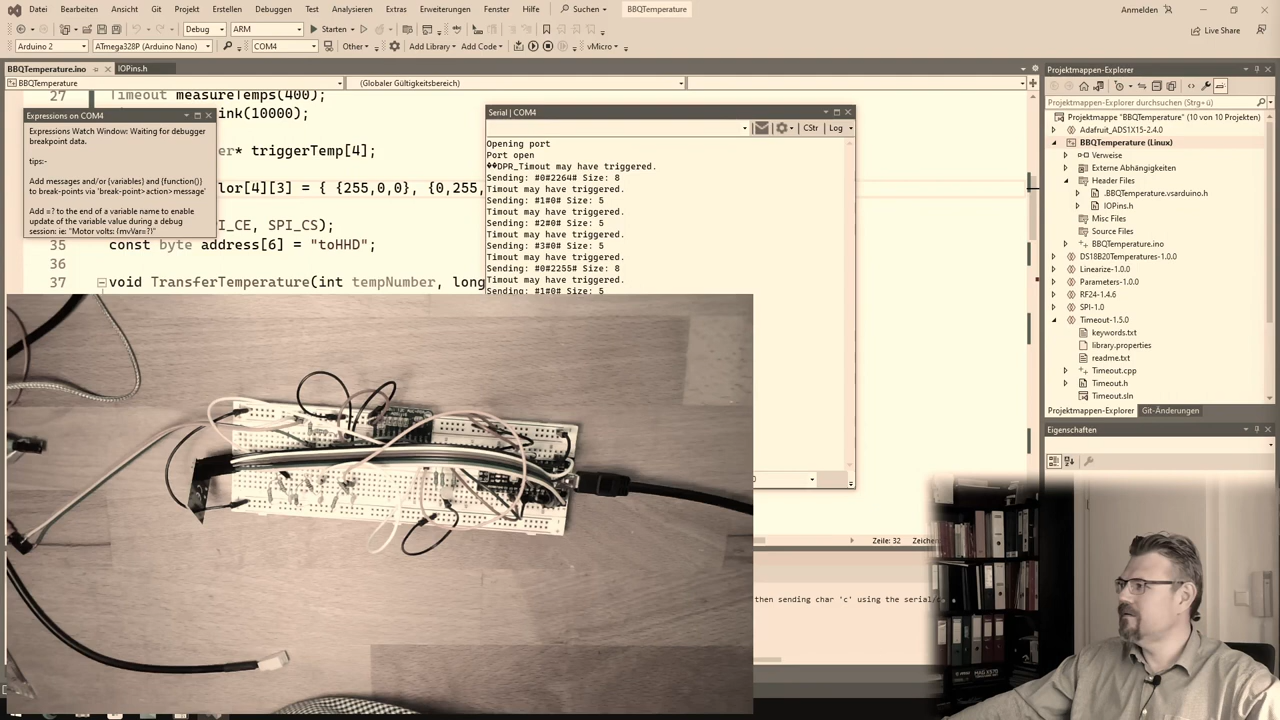 Datei Bearbeiten Ansicht Git Projekt Erstellen Debuggen Test Analysieren Extras Erweiterungen Fenster Hilfe Suchen BBQTemperature Anmelden
Debug ARM Starten Live Share
Arduino 2 ATmega328P (Arduino Nano) COM4 Other Add Library Add Code vMicro
BBQTemperature.ino IOPins.h
BBQTemperature (Globaler Gültigkeitsbereich)
27 Timeout measureTemps(400);
ink(10000);
er* triggerTemp[4];
lor[4][3] = { {255,0,0}, {0,255,
I_CE, SPI_CS);
35 const byte address[6] = "toHHD";
36
37 void TransferTemperature(int tempNumber, long
Expressions on COM4
Expressions Watch Window: Waiting for debugger
breakpoint data.
tips:-
Add messages and/or {variables} and {function()}
to break-points via 'break-point>action>message'
Add =? to the end of a variable name to enable
update of the variable value during a debug
session: ie: "Motor volts: {mvVar=?}"
Serial | COM4
CStr Log
Opening port
Port open
��DPR_Timout may have triggered.
Sending: #0#2264# Size: 8
Timout may have triggered.
Sending: #1#0# Size: 5
Timout may have triggered.
Sending: #2#0# Size: 5
Timout may have triggered.
Sending: #3#0# Size: 5
Timout may have triggered.
Sending: #0#2255# Size: 8
Timout may have triggered.
Sending: #1#0# Size: 5
Zeile: 32 Zeichen
then sending char 'c' using the serial/
Projektmappen-Explorer
Projektmappen-Explorer durchsuchen (Strg+ü)
Projektmappe "BBQTemperature" (10 von 10 Projekten)
Adafruit_ADS1X15-2.4.0
BBQTemperature (Linux)
Verweise
Externe Abhängigkeiten
Header Files
.BBQTemperature.vsarduino.h
IOPins.h
Misc Files
Source Files
BBQTemperature.ino
DS18B20Temperatures-1.0.0
Linearize-1.0.0
Parameters-1.0.0
RF24-1.4.6
SPI-1.0
Timeout-1.5.0
keywords.txt
library.properties
readme.txt
Timeout.cpp
Timeout.h
Timeout.sln
Projektmappen-Explorer Git-Änderungen
Eigenschaften